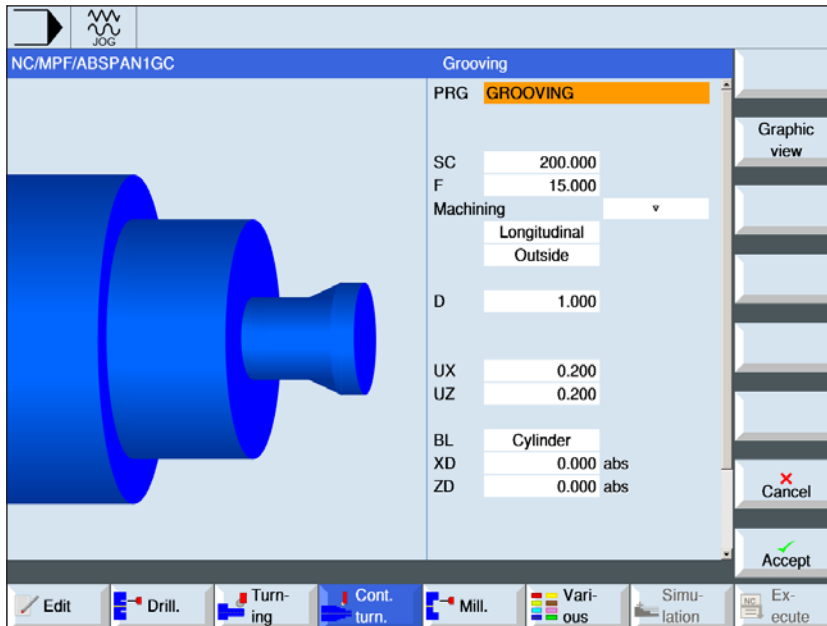 JOG
NC/MPF/ABSPAN1GC
Grooving
PRG GROOVING
Graphic
view
SC 200.000
F 15.000
Machining ▿
Longitudinal
Outside
D 1.000
UX 0.200
UZ 0.200
BL Cylinder
XD 0.000 abs
ZD 0.000 abs
Cancel
Accept
Edit
Drill.
Turn-
ing
Cont.
turn.
Mill.
Vari-
ous
Simu-
lation
NC
Ex-
ecute